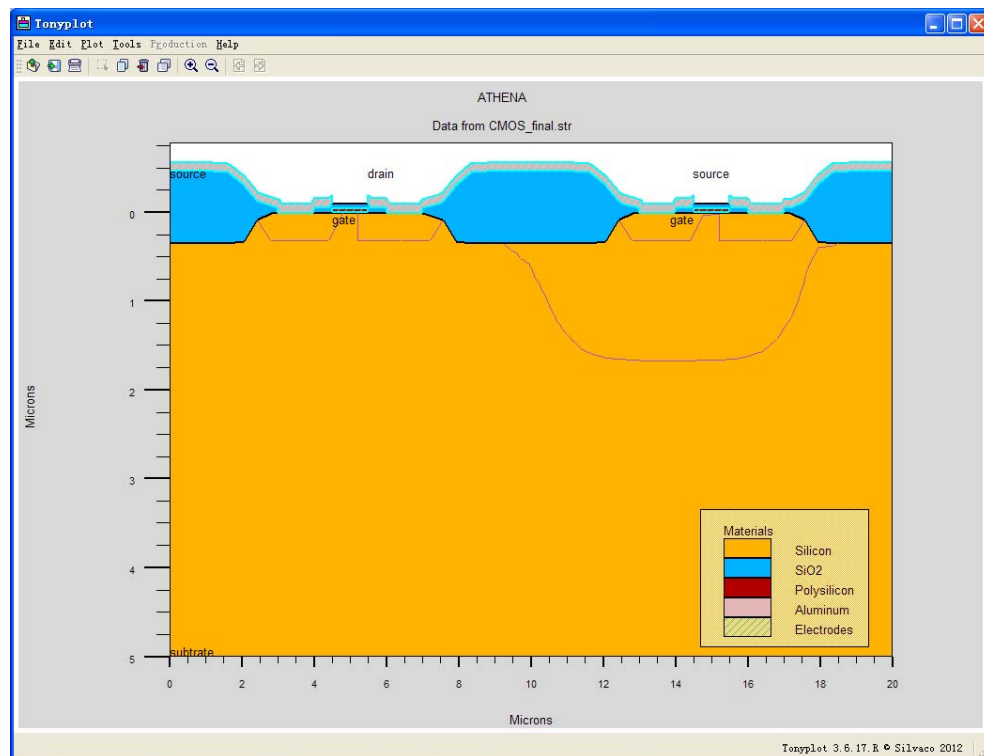 Tonyplot
File Edit Plot Tools Production Help
ATHENA
Data from CMOS_final.str
source drain source
gate gate
0
1
2
3
4
5
Microns
subtrate
Materials
Silicon
SiO2
Polysilicon
Aluminum
Electrodes
0 2 4 6 8 10 12 14 16 18 20
Microns
Tonyplot 3.6.17.R © Silvaco 2012